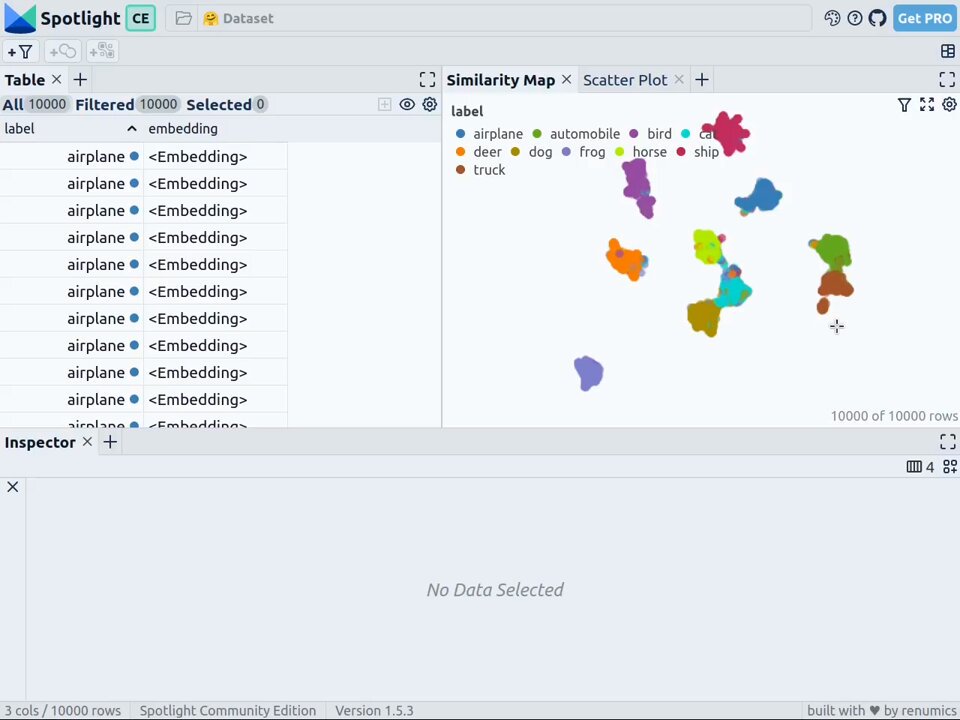 Spotlight CE 🤗 Dataset Get PRO
Table
All 10000 Filtered 10000 Selected 0
label embedding
airplane <Embedding>
airplane <Embedding>
airplane <Embedding>
airplane <Embedding>
airplane <Embedding>
airplane <Embedding>
airplane <Embedding>
airplane <Embedding>
airplane <Embedding>
airplane <Embedding>
airplane <Embedding>
Similarity Map Scatter Plot
label
airplane automobile bird
deer dog frog horse ship
truck
10000 of 10000 rows
Inspector
4
No Data Selected
3 cols / 10000 rows Spotlight Community Edition Version 1.5.3 built with ♥ by renumics